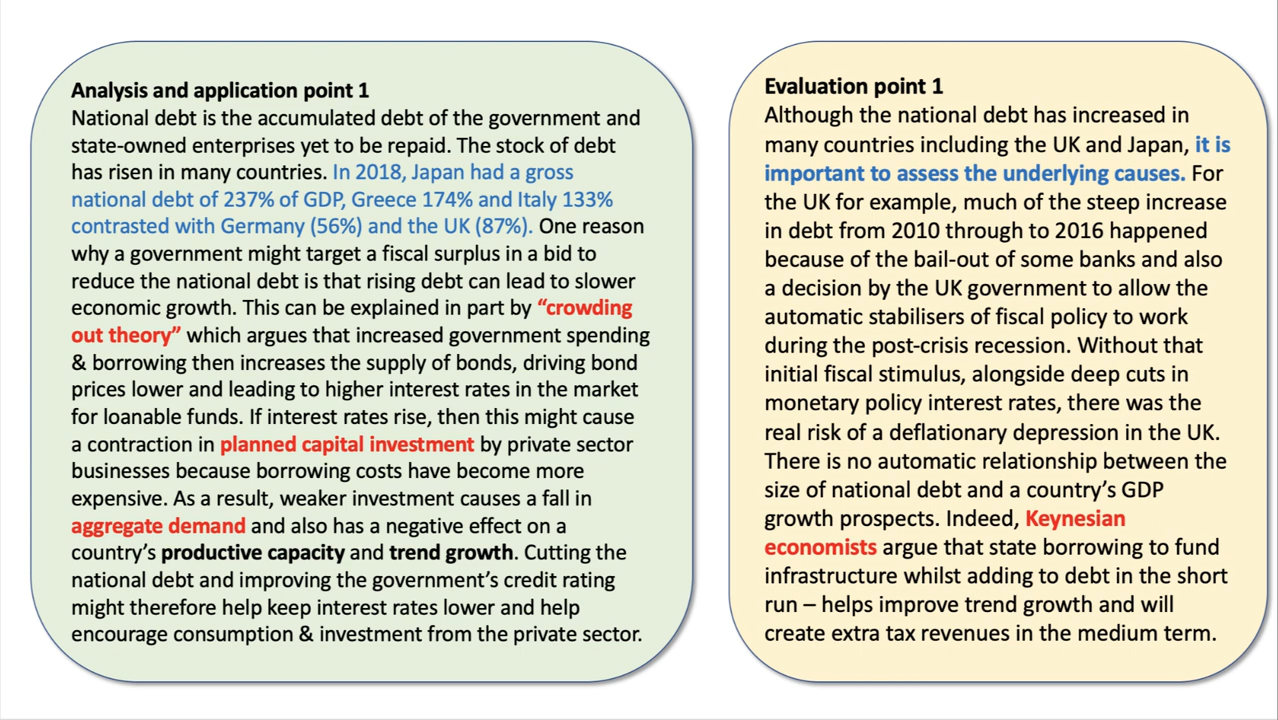 Analysis and application point 1
National debt is the accumulated debt of the government and
state-owned enterprises yet to be repaid. The stock of debt
has risen in many countries. In 2018, Japan had a gross
national debt of 237% of GDP, Greece 174% and Italy 133%
contrasted with Germany (56%) and the UK (87%). One reason
why a government might target a fiscal surplus in a bid to
reduce the national debt is that rising debt can lead to slower
economic growth. This can be explained in part by “crowding
out theory” which argues that increased government spending
& borrowing then increases the supply of bonds, driving bond
prices lower and leading to higher interest rates in the market
for loanable funds. If interest rates rise, then this might cause
a contraction in planned capital investment by private sector
businesses because borrowing costs have become more
expensive. As a result, weaker investment causes a fall in
aggregate demand and also has a negative effect on a
country’s productive capacity and trend growth. Cutting the
national debt and improving the government’s credit rating
might therefore help keep interest rates lower and help
encourage consumption & investment from the private sector.
Evaluation point 1
Although the national debt has increased in
many countries including the UK and Japan, it is
important to assess the underlying causes. For
the UK for example, much of the steep increase
in debt from 2010 through to 2016 happened
because of the bail-out of some banks and also
a decision by the UK government to allow the
automatic stabilisers of fiscal policy to work
during the post-crisis recession. Without that
initial fiscal stimulus, alongside deep cuts in
monetary policy interest rates, there was the
real risk of a deflationary depression in the UK.
There is no automatic relationship between the
size of national debt and a country’s GDP
growth prospects. Indeed, Keynesian
economists argue that state borrowing to fund
infrastructure whilst adding to debt in the short
run – helps improve trend growth and will
create extra tax revenues in the medium term.